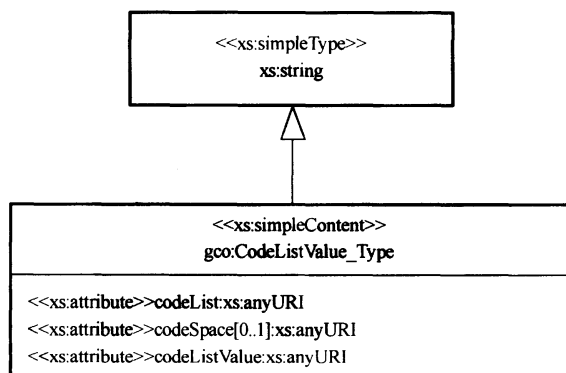 <<xs:simpleType>>
xs:string
<<xs:simpleContent>>
gco:CodeListValue_Type
<<xs:attribute>>codeList:xs:anyURI
<<xs:attribute>>codeSpace[0..1]:xs:anyURI
<<xs:attribute>>codeListValue:xs:anyURI